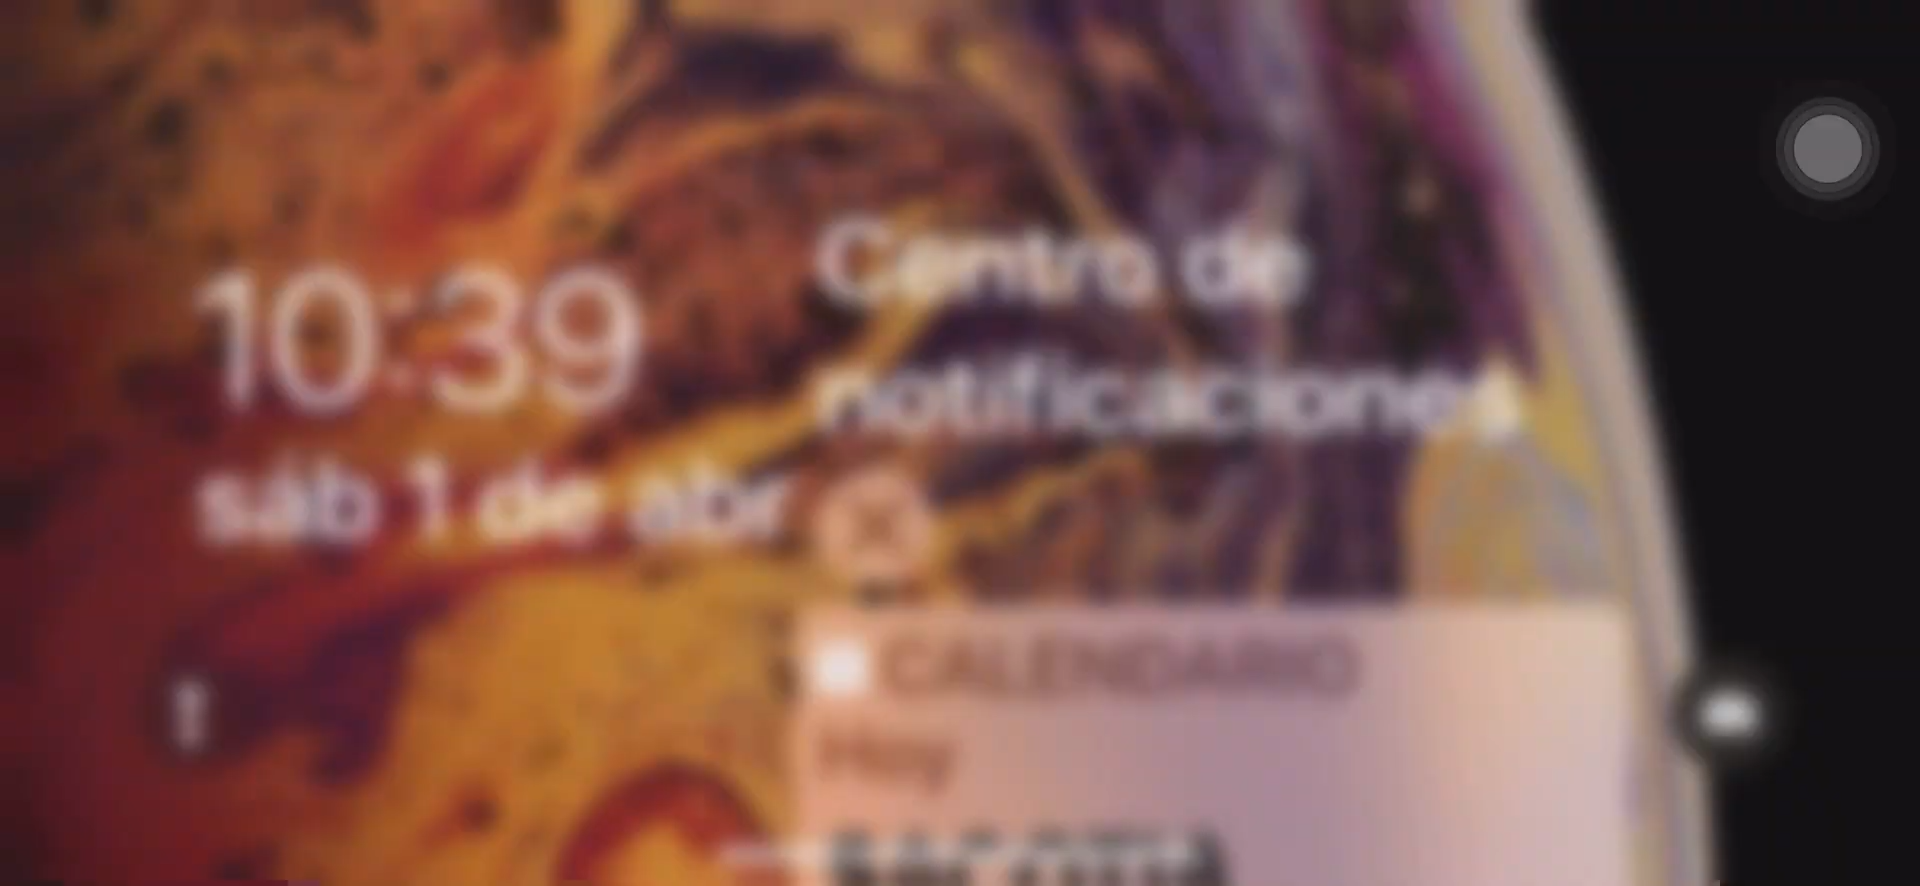 10:39
sáb 1 de abr
Centro de
notificaciones
CALENDARIO
Hoy